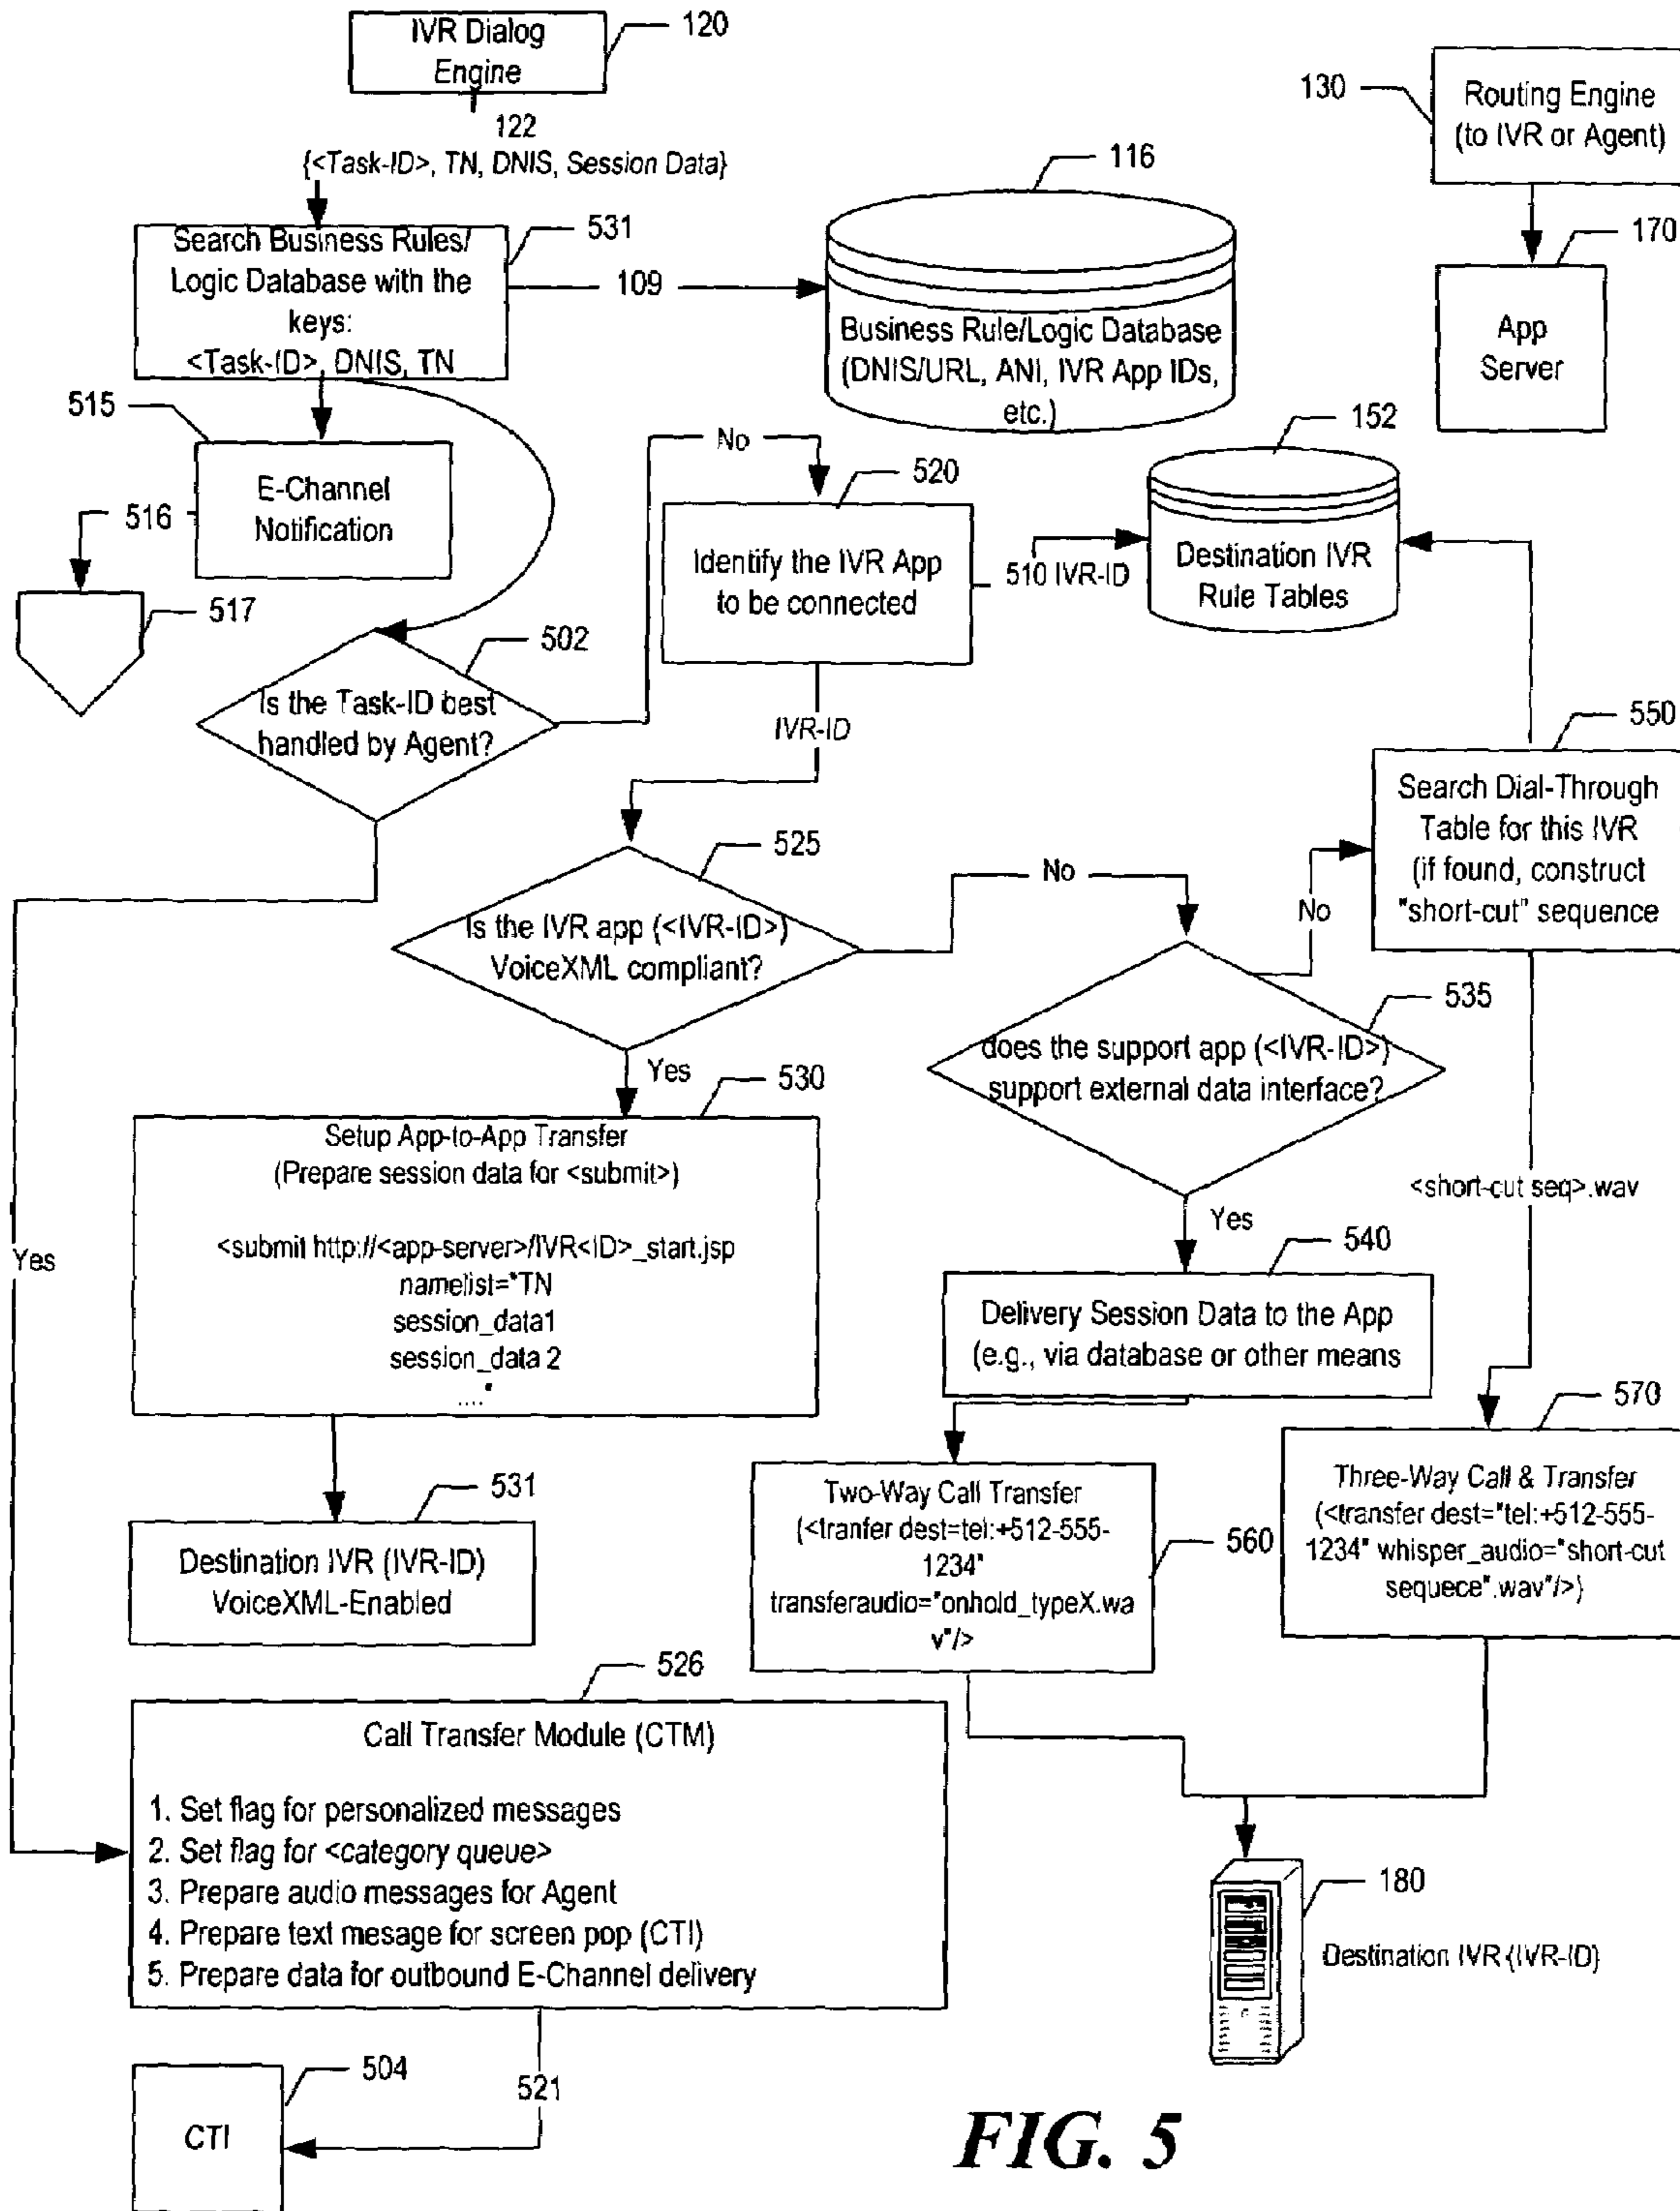 IVR Dialog
Engine
120
122
{<Task-ID>, TN, DNIS, Session Data}
130
Routing Engine
(to IVR or Agent)
116
Search Business Rules/
Logic Database with the
keys:
<Task-ID>, DNIS, TN
531
109
Business Rule/Logic Database
(DNIS/URL, ANI, IVR App IDs,
etc.)
170
App
Server
515
E-Channel
Notification
516
517
No
520
Identify the IVR App
to be connected
510 IVR-ID
152
Destination IVR
Rule Tables
502
Is the Task-ID best
handled by Agent?
IVR-ID
550
Search Dial-Through
Table for this IVR
(if found, construct
"short-cut" sequence
525
Is the IVR app (<IVR-ID>)
VoiceXML compliant?
No
No
535
does the support app (<IVR-ID>)
support external data interface?
Yes
530
Setup App-to-App Transfer
(Prepare session data for <submit>)
<submit http://<app-server>/IVR<ID>_start.jsp
namelist="TN
session_data1
session_data 2
...."
Yes
<short-cut seq>.wav
Yes
540
Delivery Session Data to the App
(e.g., via database or other means
570
Three-Way Call & Transfer
(<transfer dest="tel:+512-555-
1234" whisper_audio="short-cut
sequece".wav"/>)
Two-Way Call Transfer
(<tranfer dest=tel:+512-555-
1234"
transferaudio="onhold_typeX.wa
v"/>
560
531
Destination IVR (IVR-ID)
VoiceXML-Enabled
526
Call Transfer Module (CTM)
1. Set flag for personalized messages
2. Set flag for <category queue>
3. Prepare audio messages for Agent
4. Prepare text mesage for screen pop (CTI)
5. Prepare data for outbound E-Channel delivery
180
Destination IVR (IVR-ID)
504
CTI
521
FIG. 5